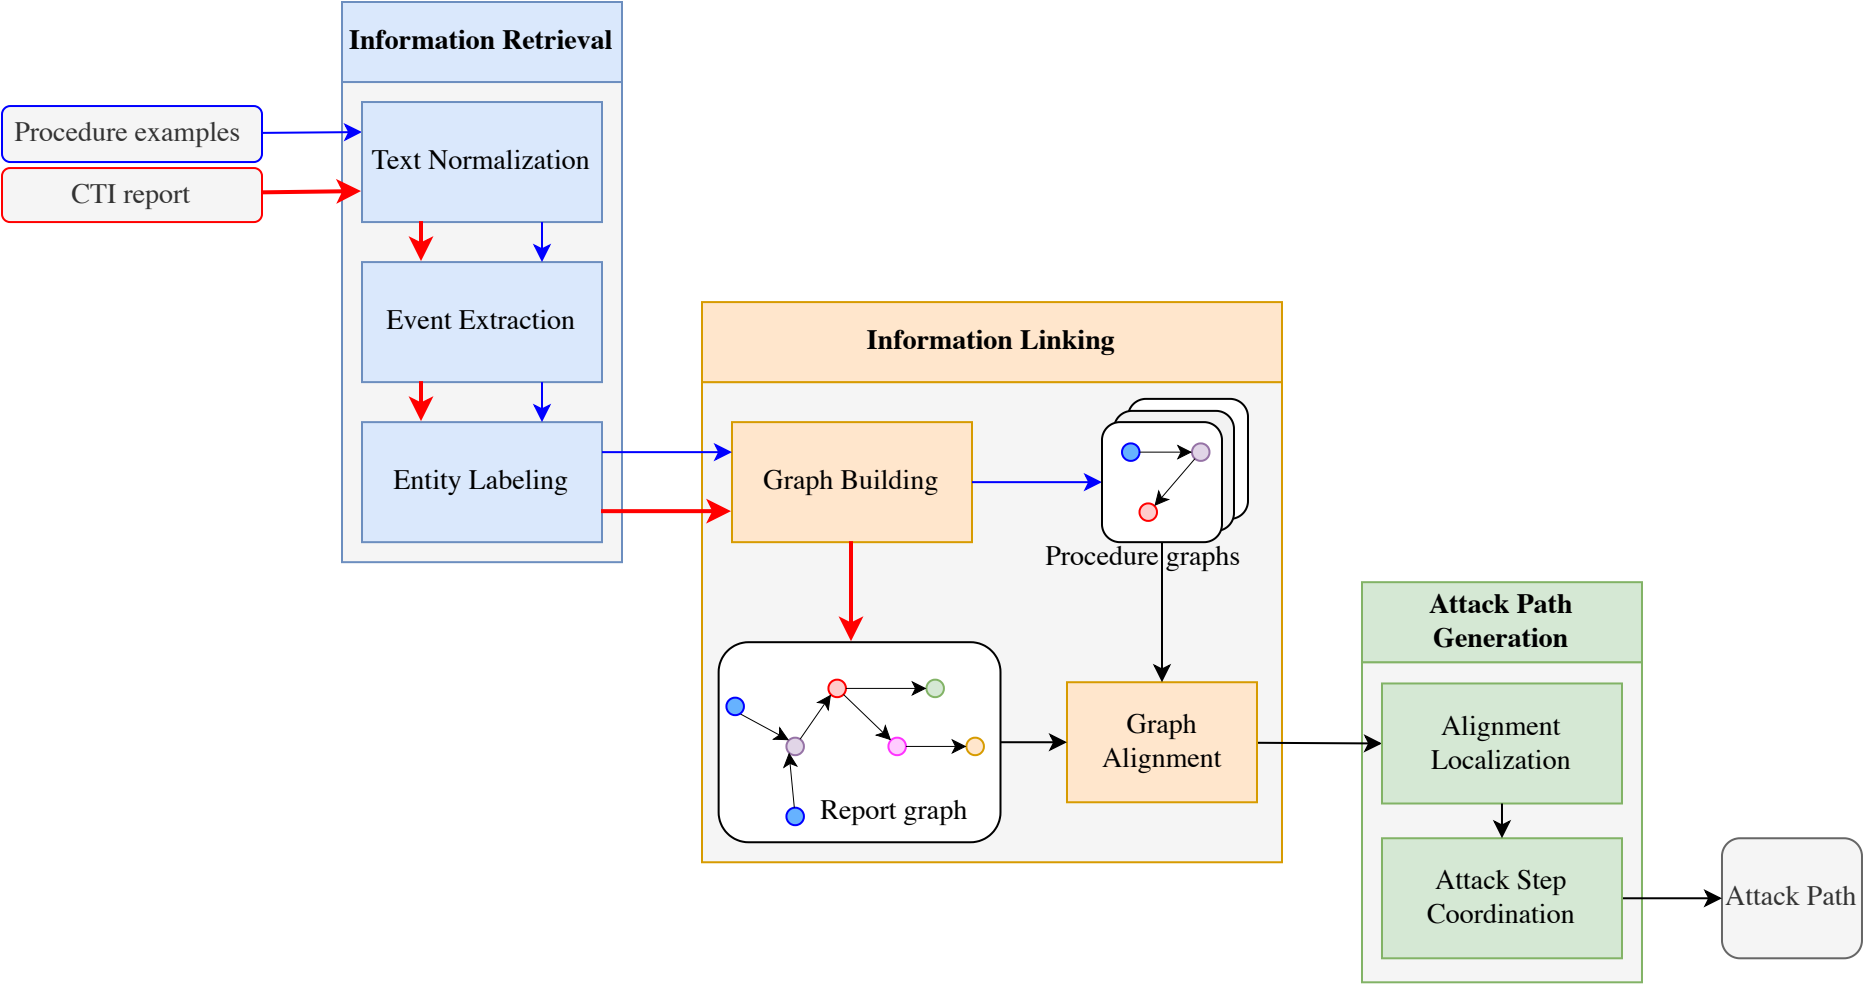 Information Retrieval
Procedure examples
CTI report
Text Normalization
Event Extraction
Entity Labeling
Information Linking
Graph Building
Procedure graphs
Report graph
Graph
Alignment
Attack Path
Generation
Alignment
Localization
Attack Step
Coordination
Attack Path